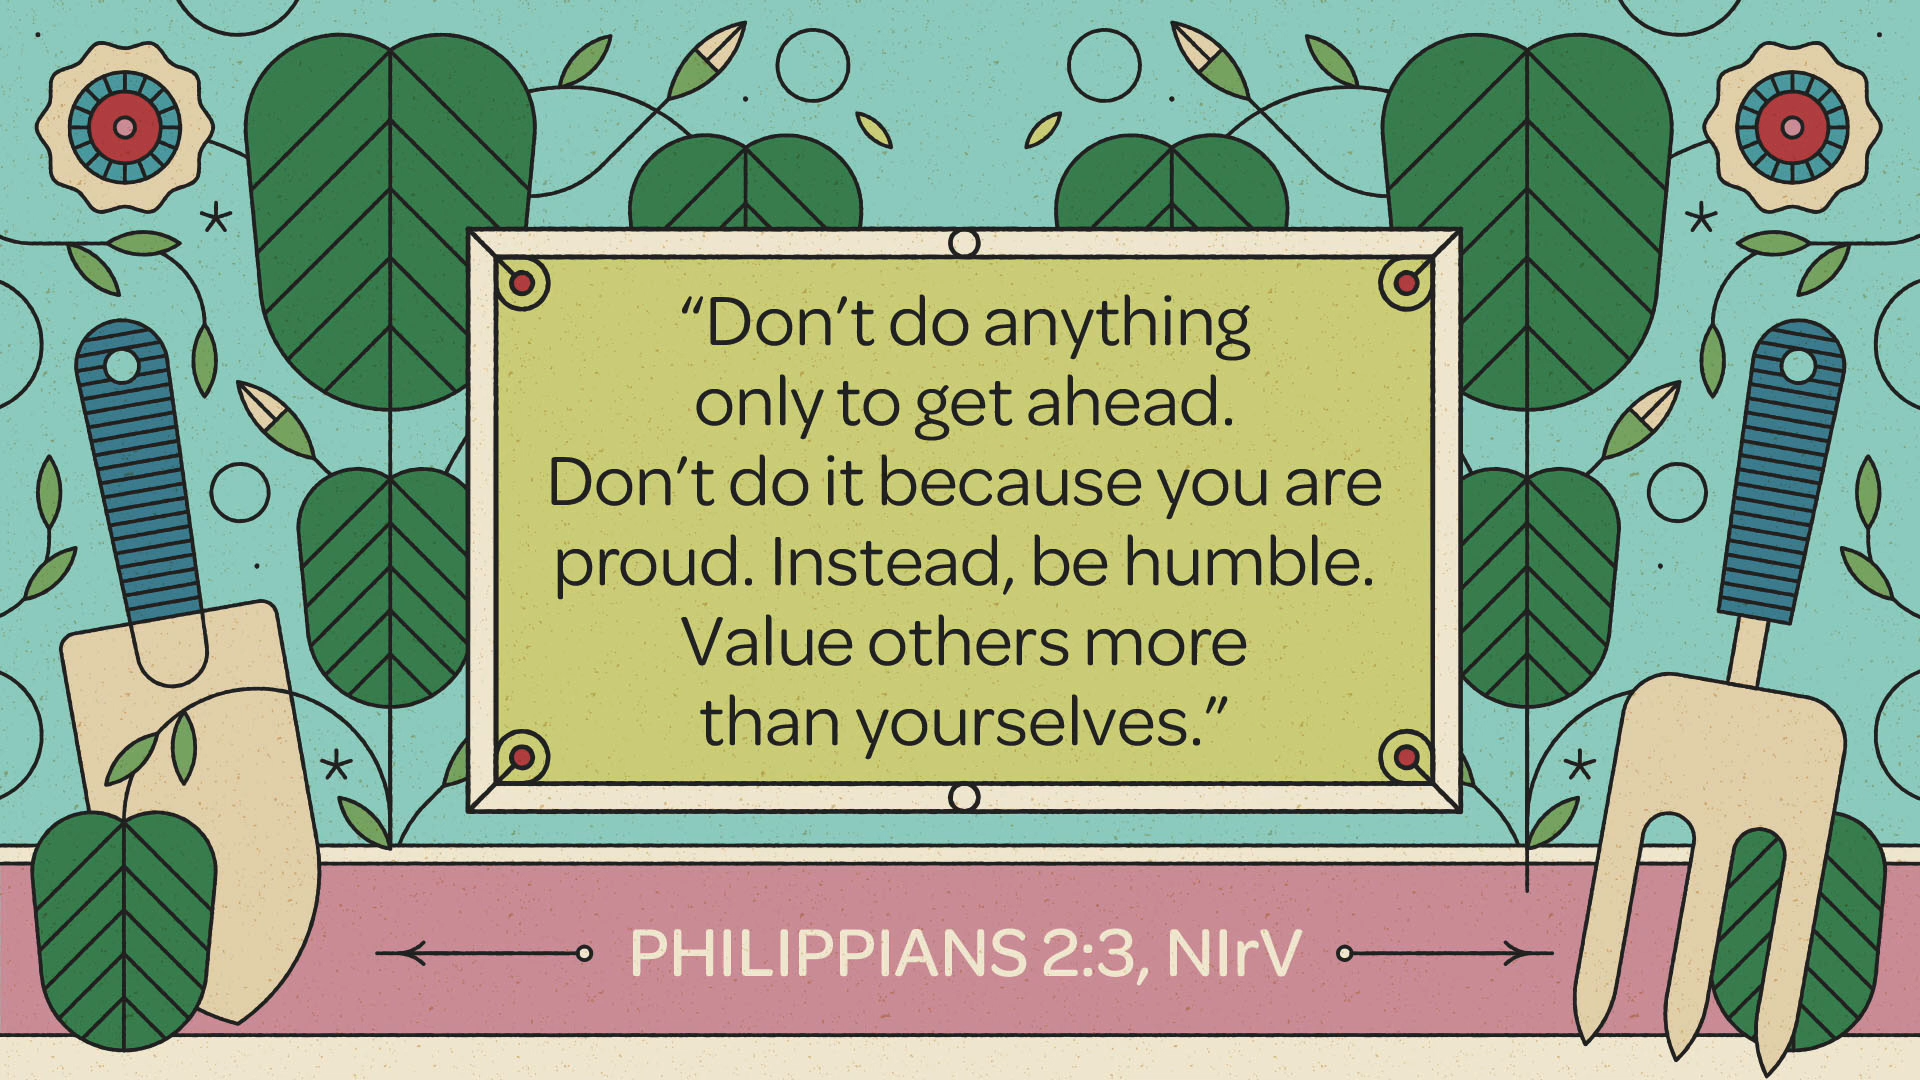 “Don’t do anything
only to get ahead.
Don’t do it because you are
proud. Instead, be humble.
Value others more
than yourselves.”
PHILIPPIANS 2:3, NIrV